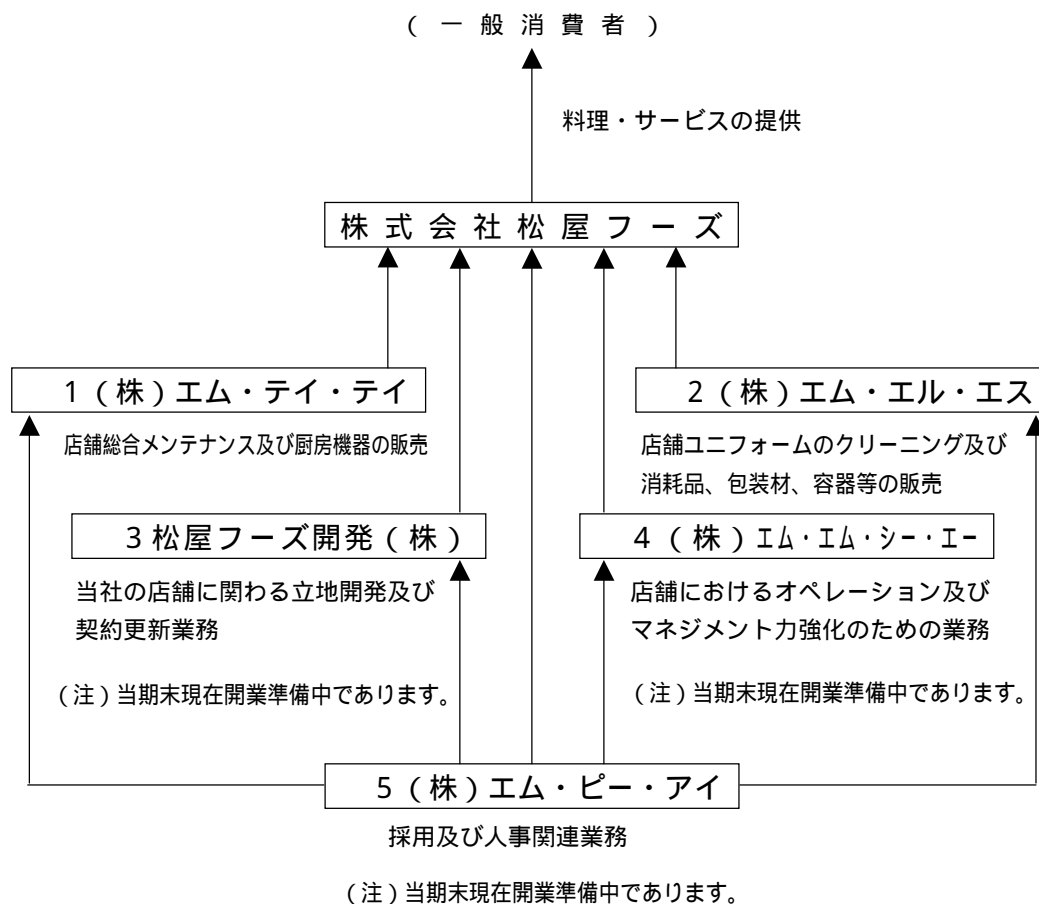 (一般消費者)
料理・サービスの提供
株式会社松屋フーズ
1(株)エム・テイ・テイ
店舗総合メンテナンス及び厨房機器の販売
2(株)エム・エル・エス
店舗ユニフォームのクリーニング及び
消耗品、包装材、容器等の販売
3松屋フーズ開発(株)
当社の店舗に関わる立地開発及び
契約更新業務
(注)当期末現在開業準備中であります。
4(株)エム・エム・シー・エー
店舗におけるオペレーション及び
マネジメント力強化のための業務
(注)当期末現在開業準備中であります。
5(株)エム・ピー・アイ
採用及び人事関連業務
(注)当期末現在開業準備中であります。